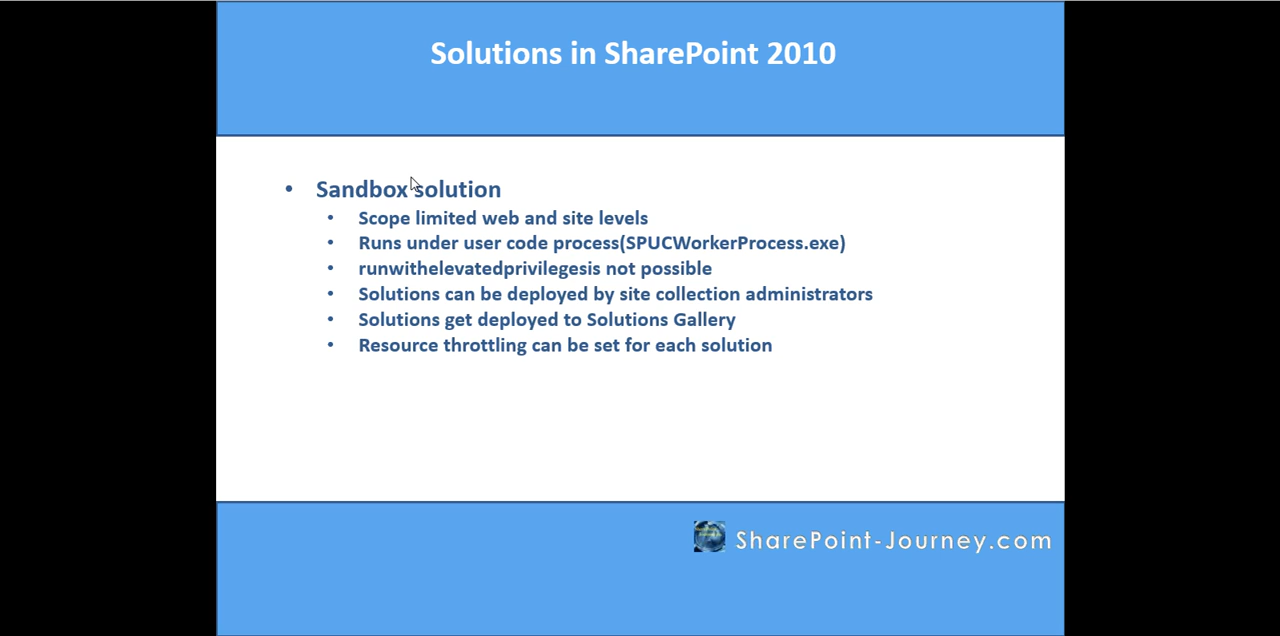 Solutions in SharePoint 2010
• Sandbox solution
• Scope limited web and site levels
• Runs under user code process(SPUCWorkerProcess.exe)
• runwithelevatedprivilegesis not possible
• Solutions can be deployed by site collection administrators
• Solutions get deployed to Solutions Gallery
• Resource throttling can be set for each solution
SharePoint-Journey.com